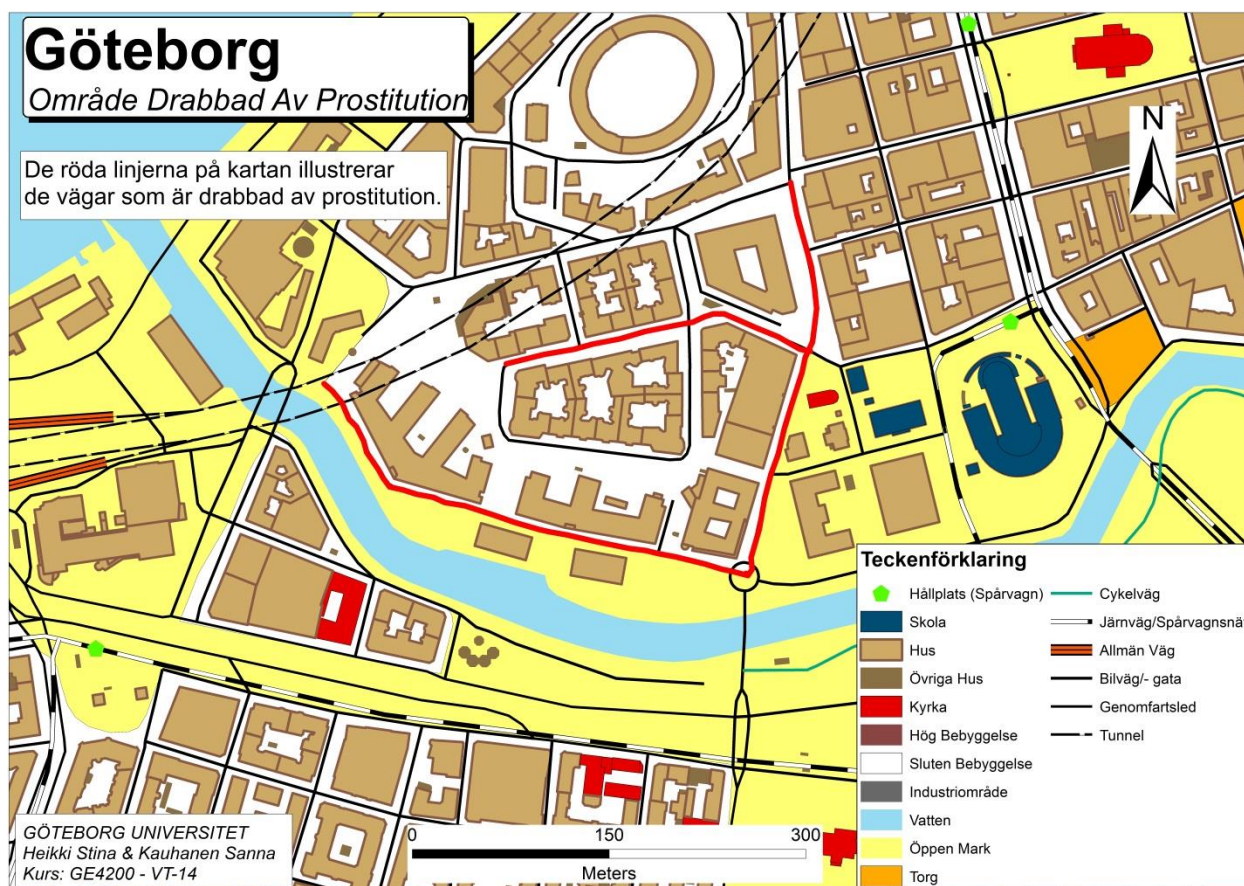 Göteborg
Område Drabbad Av Prostitution
De röda linjerna på kartan illustrerar
de vägar som är drabbad av prostitution.
N
Teckenförklaring
Hållplats (Spårvagn)
Skola
Hus
Övriga Hus
Kyrka
Hög Bebyggelse
Sluten Bebyggelse
Industriområde
Vatten
Öppen Mark
Torg
Cykelväg
Järnväg/Spårvagnsnät
Allmän Väg
Bilväg/- gata
Genomfartsled
Tunnel
GÖTEBORG UNIVERSITET
Heikki Stina & Kauhanen Sanna
Kurs: GE4200 - VT-14
0 150 300
Meters